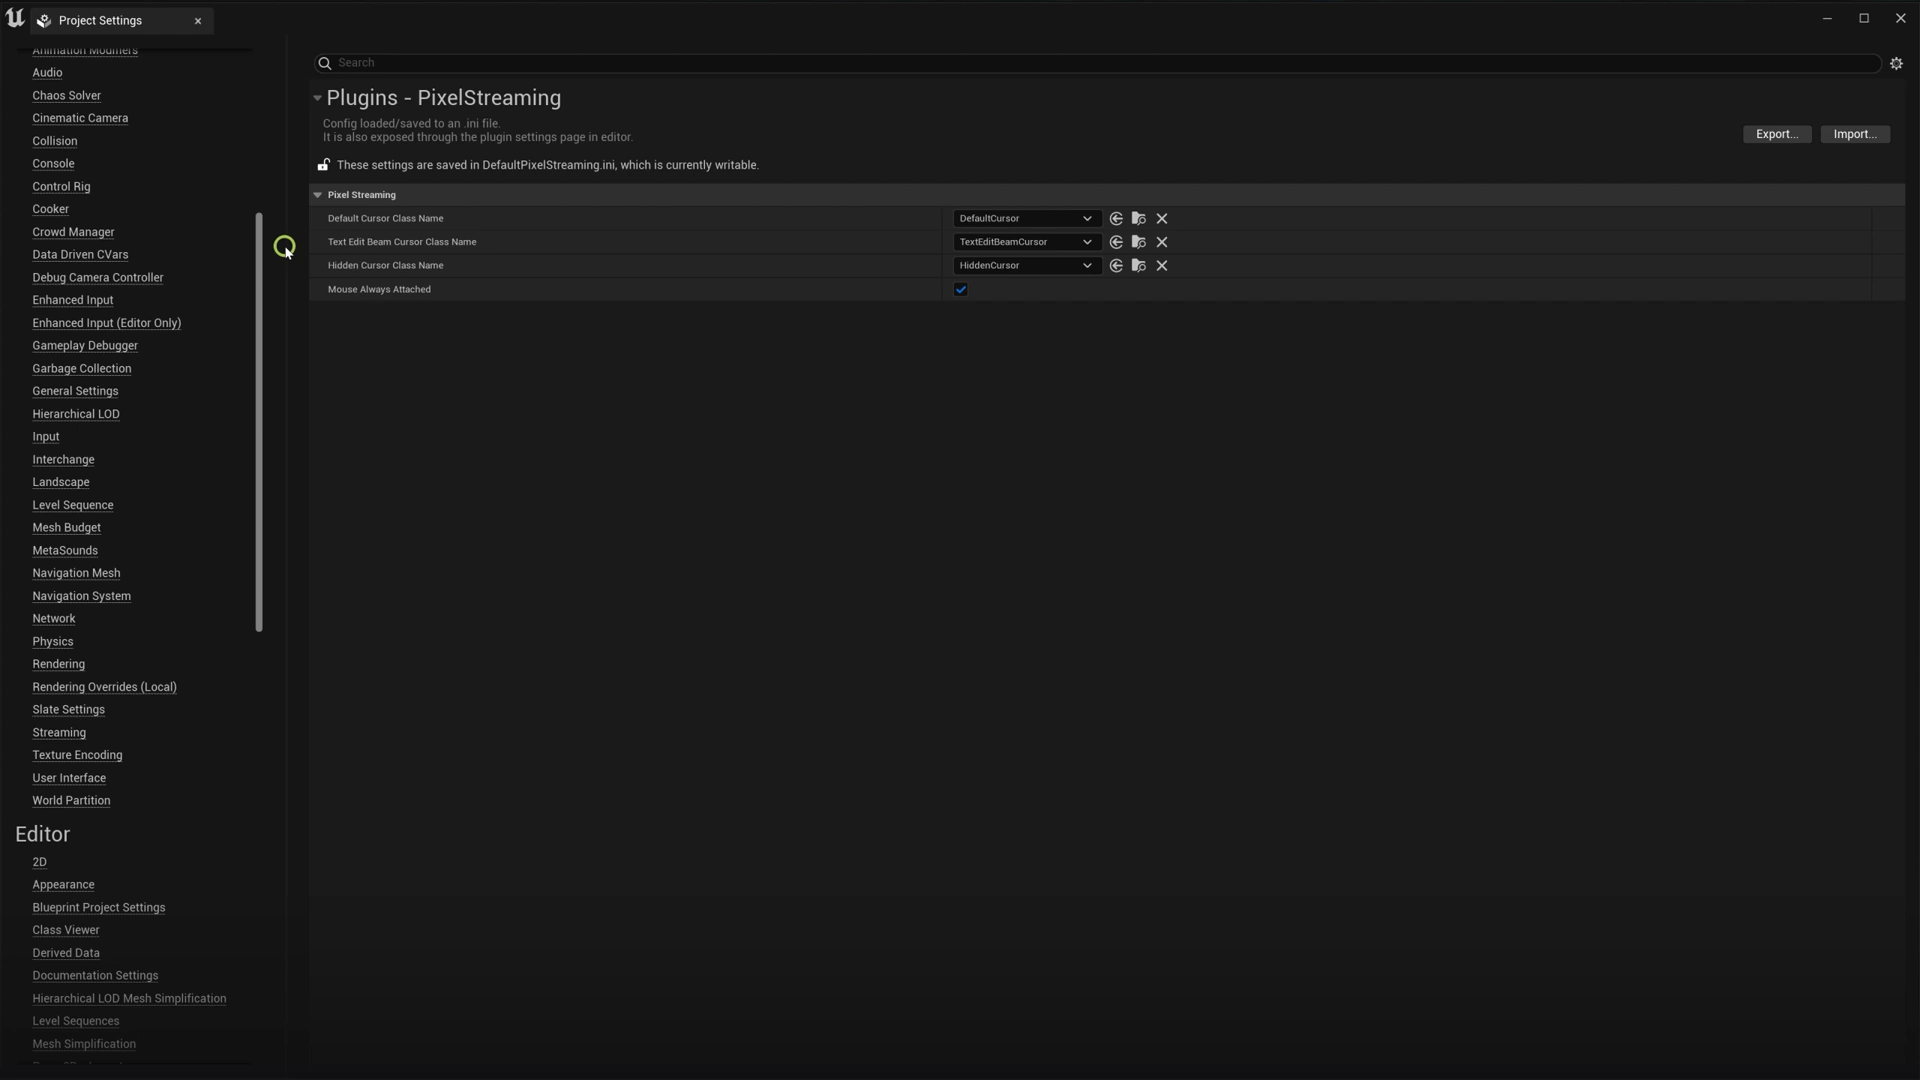 Project Settings
Animation Modifiers
Audio
Chaos Solver
Cinematic Camera
Collision
Console
Control Rig
Cooker
Crowd Manager
Data Driven CVars
Debug Camera Controller
Enhanced Input
Enhanced Input (Editor Only)
Gameplay Debugger
Garbage Collection
General Settings
Hierarchical LOD
Input
Interchange
Landscape
Level Sequence
Mesh Budget
MetaSounds
Navigation Mesh
Navigation System
Network
Physics
Rendering
Rendering Overrides (Local)
Slate Settings
Streaming
Texture Encoding
User Interface
World Partition
Editor
2D
Appearance
Blueprint Project Settings
Class Viewer
Derived Data
Documentation Settings
Hierarchical LOD Mesh Simplification
Level Sequences
Mesh Simplification
Search
Plugins - PixelStreaming
Config loaded/saved to an .ini file.
It is also exposed through the plugin settings page in editor.
Export... Import...
These settings are saved in DefaultPixelStreaming.ini, which is currently writable.
Pixel Streaming
Default Cursor Class Name DefaultCursor
Text Edit Beam Cursor Class Name TextEditBeamCursor
Hidden Cursor Class Name HiddenCursor
Mouse Always Attached